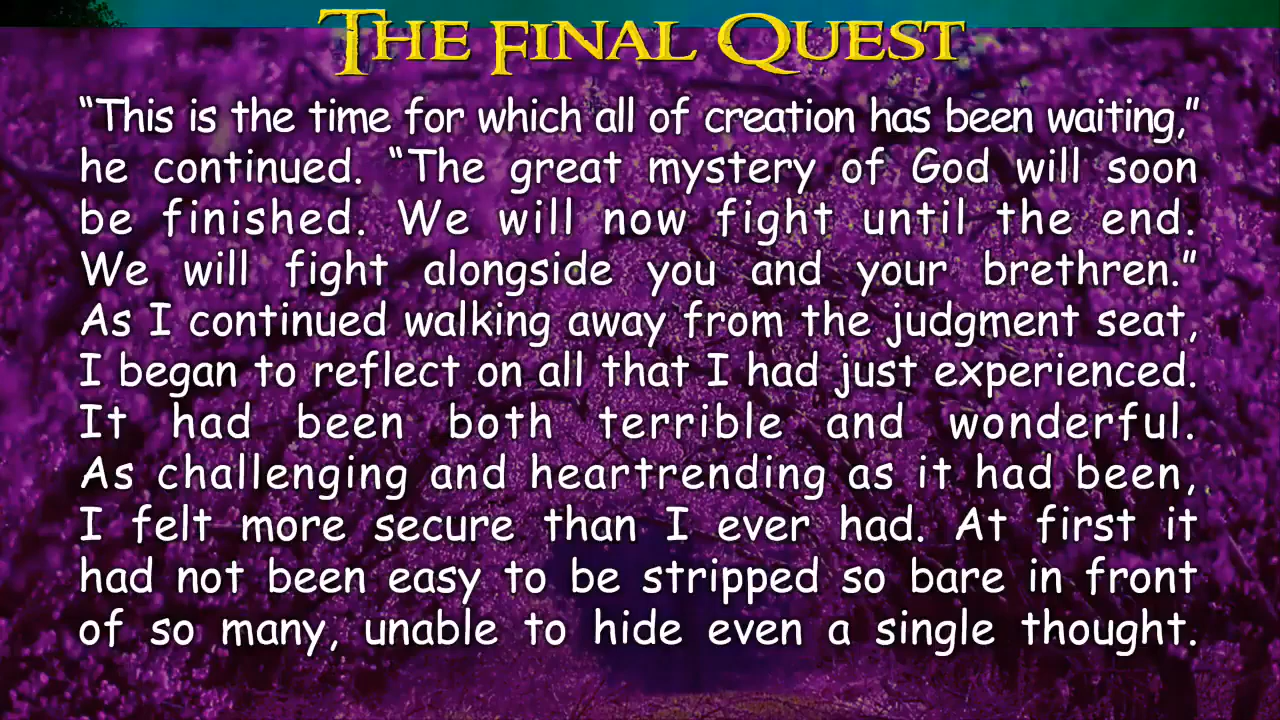 THE FINAL QUEST
“This is the time for which all of creation has been waiting,”
he continued. “The great mystery of God will soon
be finished. We will now fight until the end.
We will fight alongside you and your brethren.”
As I continued walking away from the judgment seat,
I began to reflect on all that I had just experienced.
It had been both terrible and wonderful.
As challenging and heartrending as it had been,
I felt more secure than I ever had. At first it
had not been easy to be stripped so bare in front
of so many, unable to hide even a single thought.